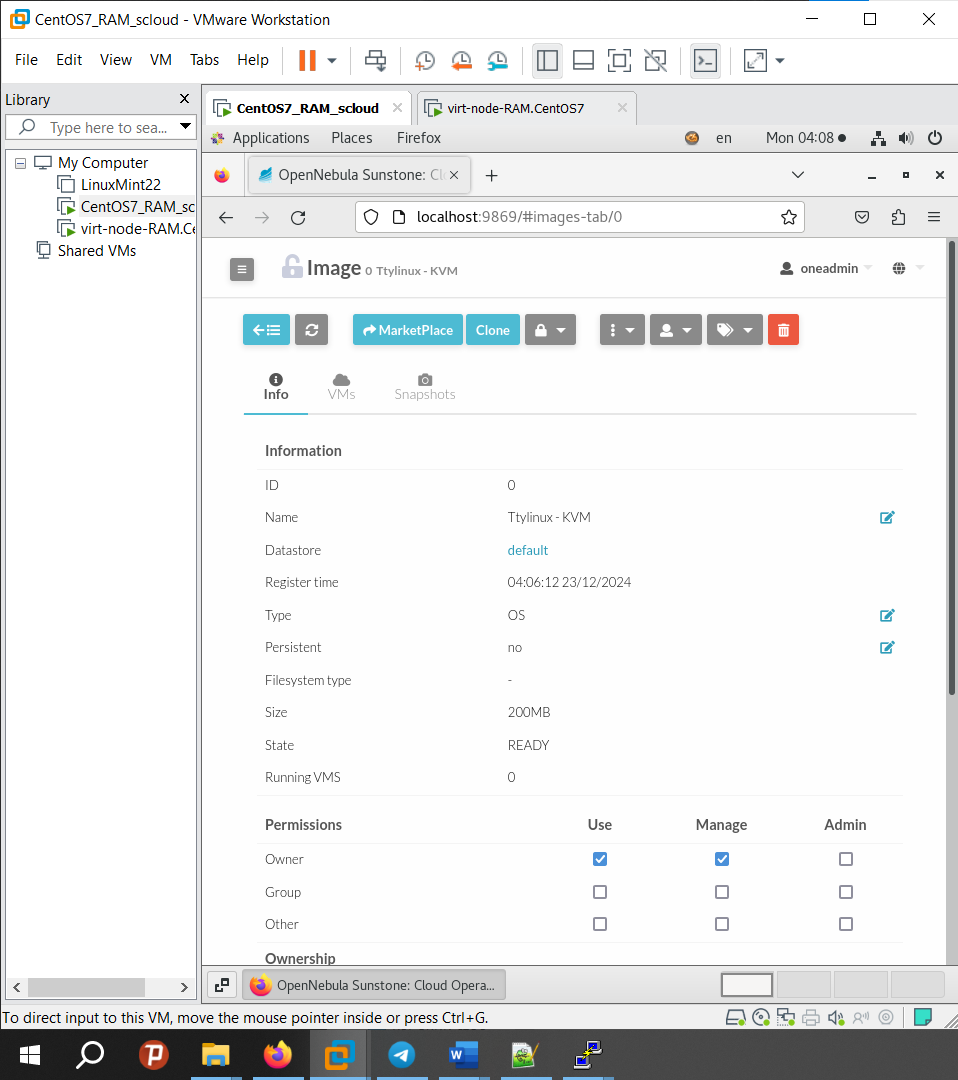 CentOS7_RAM_scloud - VMware Workstation
File Edit View VM Tabs Help
Library
CentOS7_RAM_scloud
virt-node-RAM.CentOS7
Type here to sea...
Applications Places Firefox en Mon 04:08
My Computer
LinuxMint22
CentOS7_RAM_sc
virt-node-RAM.Ce
Shared VMs
OpenNebula Sunstone: Cl
localhost:9869/#images-tab/0
Image 0 Ttylinux - KVM
oneadmin
MarketPlace Clone
Info VMs Snapshots
Information
ID 0
Name Ttylinux - KVM
Datastore default
Register time 04:06:12 23/12/2024
Type OS
Persistent no
Filesystem type -
Size 200MB
State READY
Running VMS 0
Permissions Use Manage Admin
Owner
Group
Other
Ownership
OpenNebula Sunstone: Cloud Opera...
To direct input to this VM, move the mouse pointer inside or press Ctrl+G.